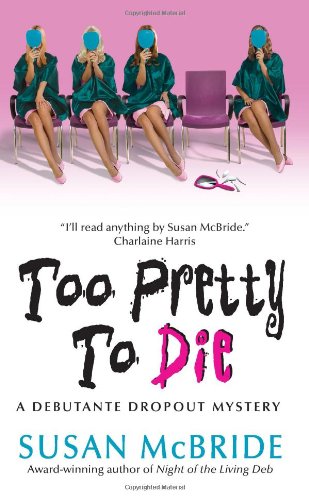 “I’ll read anything by Susan McBride.”
Charlaine Harris
Too Pretty
To Die
A DEBUTANTE DROPOUT MYSTERY
SUSAN McBRIDE
Award-winning author of Night of the Living Deb